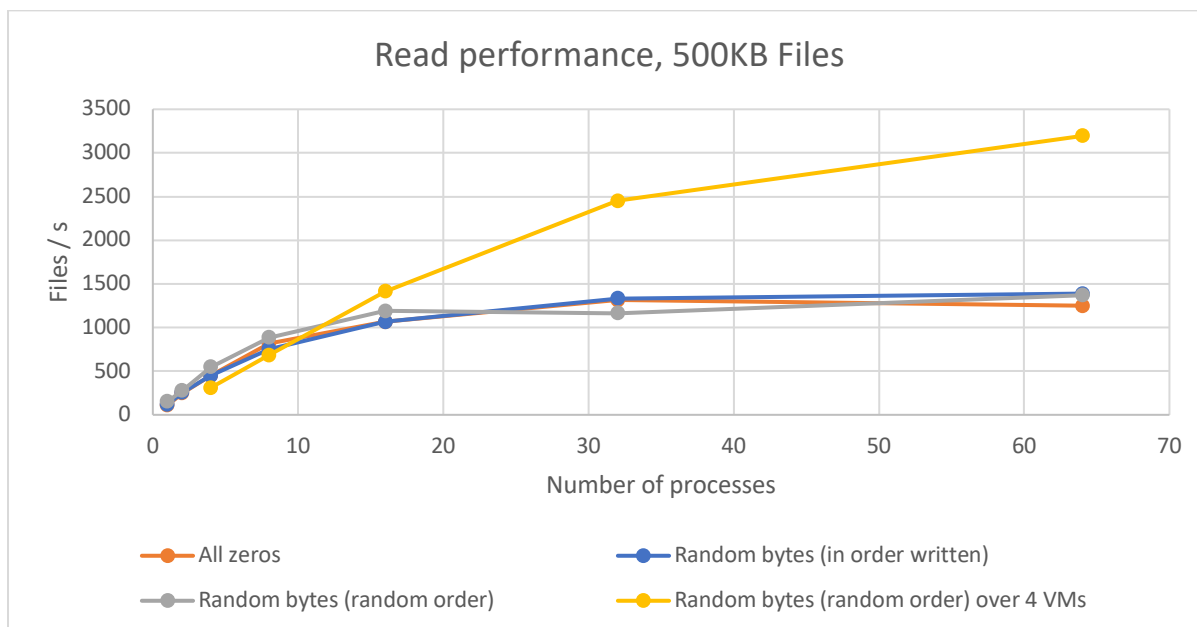 Read performance, 500KB Files
3500
3000
2500
2000
1500
1000
500
0
Files / s
0 10 20 30 40 50 60 70
Number of processes
All zeros Random bytes (in order written)
Random bytes (random order) Random bytes (random order) over 4 VMs